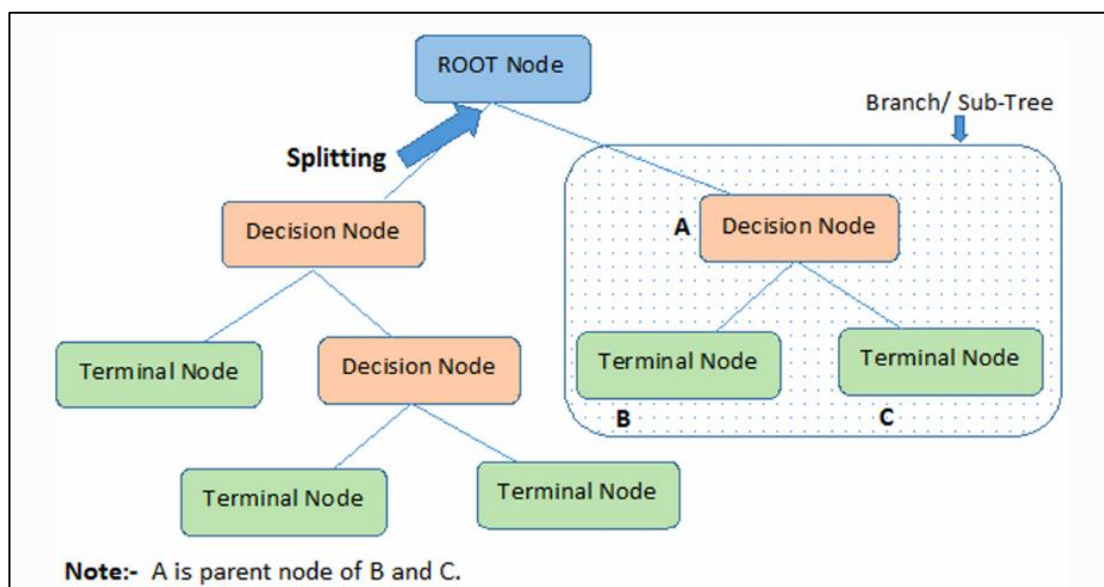 ROOT Node
Branch/ Sub-Tree
Splitting
Decision Node
A
Decision Node
Terminal Node
Decision Node
Terminal Node
Terminal Node
B
C
Terminal Node
Terminal Node
Note:- A is parent node of B and C.